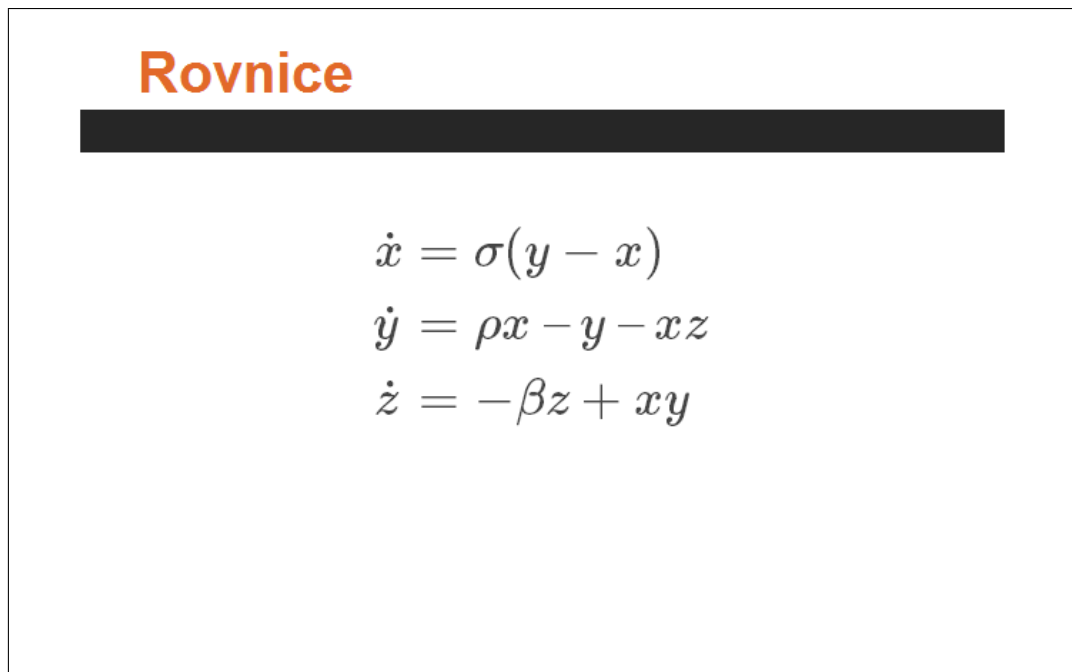 Rovnice
ẋ = σ(y − x)
ẏ = ρx − y − xz
ż = −βz + xy